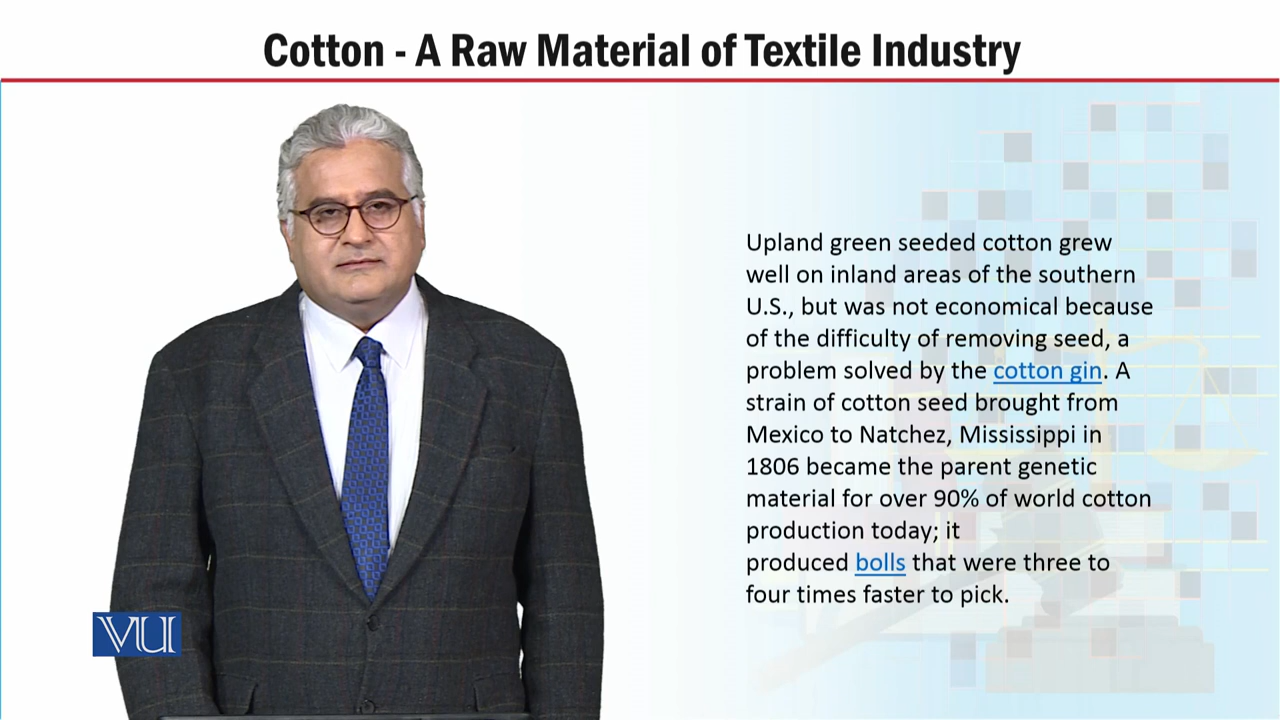 Cotton - A Raw Material of Textile Industry
Upland green seeded cotton grew
well on inland areas of the southern
U.S., but was not economical because
of the difficulty of removing seed, a
problem solved by the cotton gin. A
strain of cotton seed brought from
Mexico to Natchez, Mississippi in
1806 became the parent genetic
material for over 90% of world cotton
production today; it
produced bolls that were three to
four times faster to pick.
VU